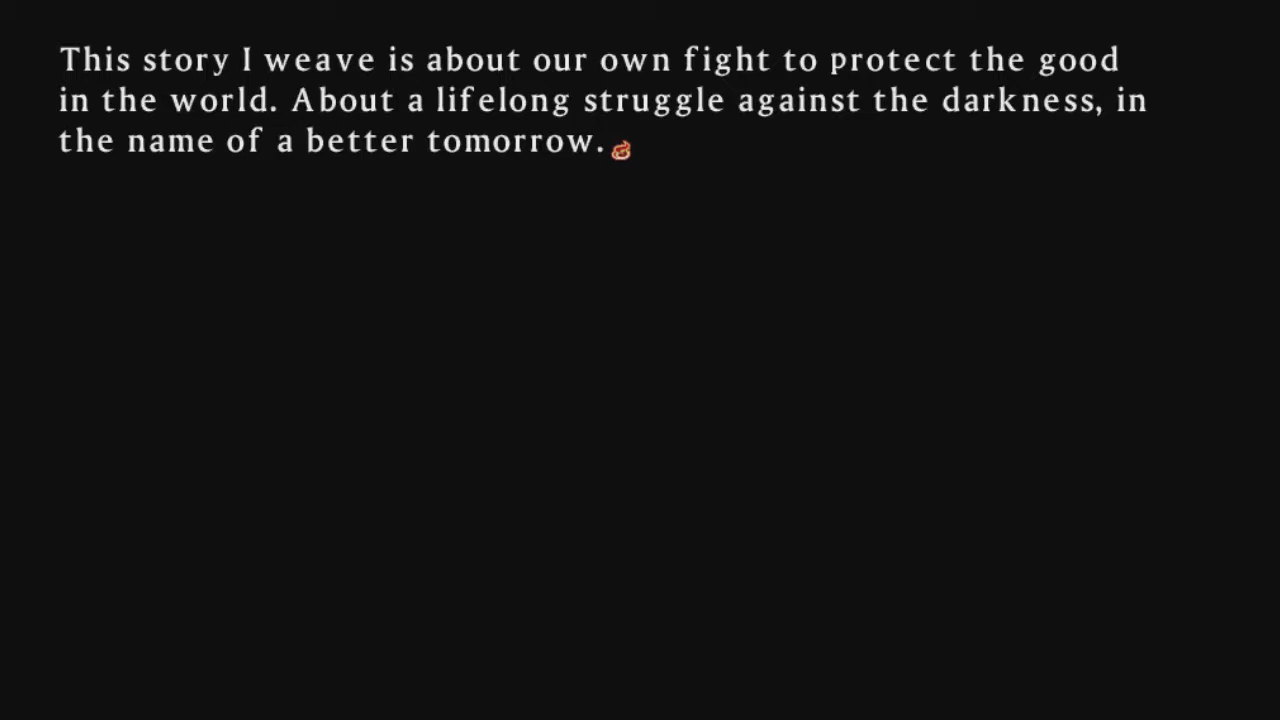 This story I weave is about our own fight to protect the good
in the world. About a lifelong struggle against the darkness, in
the name of a better tomorrow.